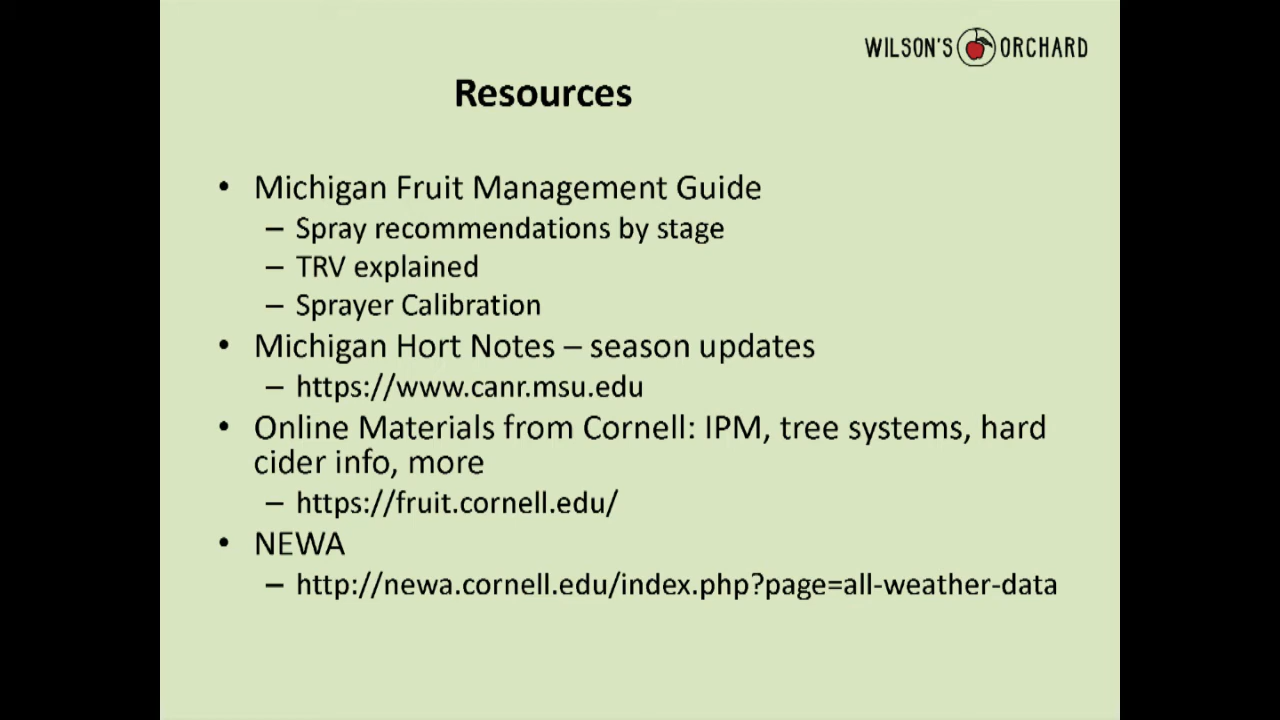 WILSON'S ORCHARD
Resources
• Michigan Fruit Management Guide
– Spray recommendations by stage
– TRV explained
– Sprayer Calibration
• Michigan Hort Notes – season updates
– https://www.canr.msu.edu
• Online Materials from Cornell: IPM, tree systems, hard
cider info, more
– https://fruit.cornell.edu/
• NEWA
– http://newa.cornell.edu/index.php?page=all-weather-data